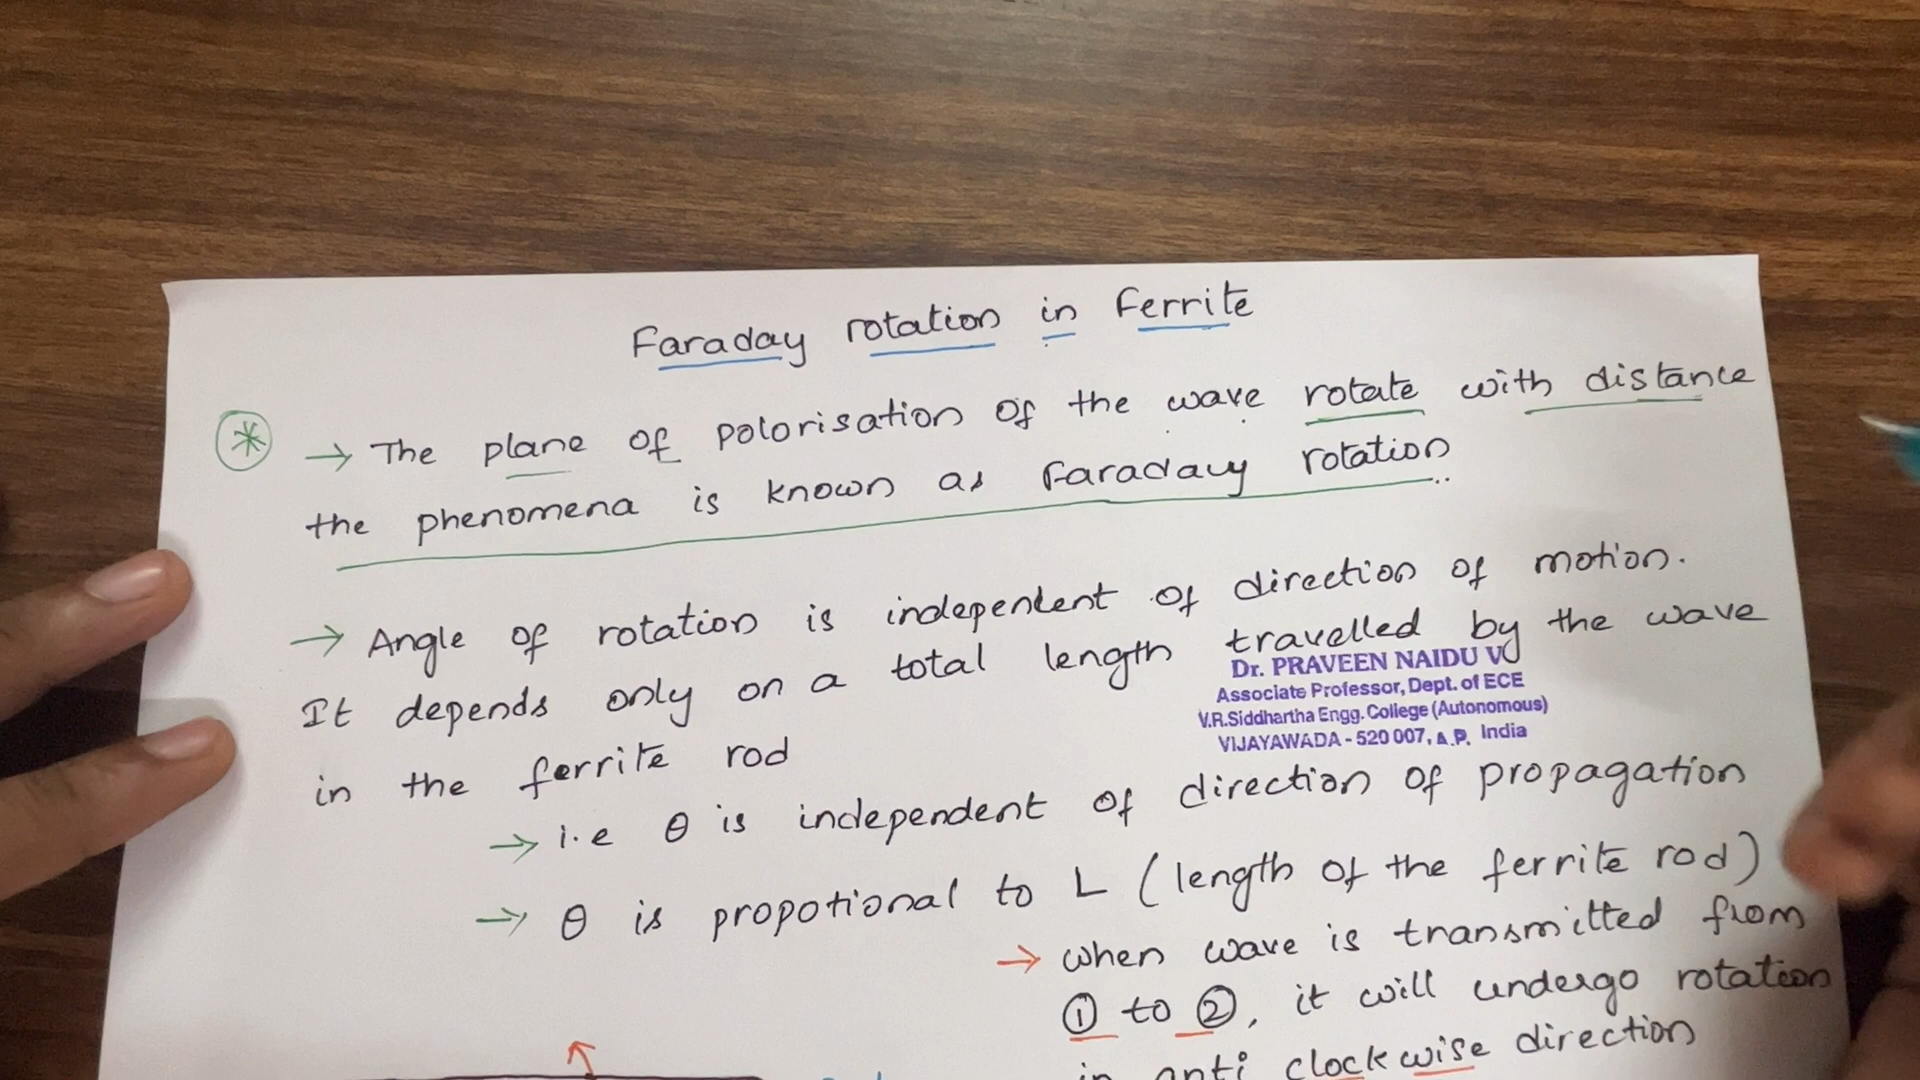 Faraday rotation in Ferrite
→ The plane of polorisation of the wave rotate with distance
the phenomena is known as Faraday rotation
→ Angle of rotation is independent of direction of motion.
It depends only on a total length travelled by the wave
in the ferrite rod
Dr. PRAVEEN NAIDU V
Associate Professor, Dept. of ECE
V.R.Siddhartha Engg. College (Autonomous)
VIJAYAWADA - 520 007, A.P. India
→ i.e θ is independent of direction of propagation
→ θ is propotional to L (length of the ferrite rod)
→ when wave is transmitted from
① to ②, it will undergo rotation
in anti clockwise direction